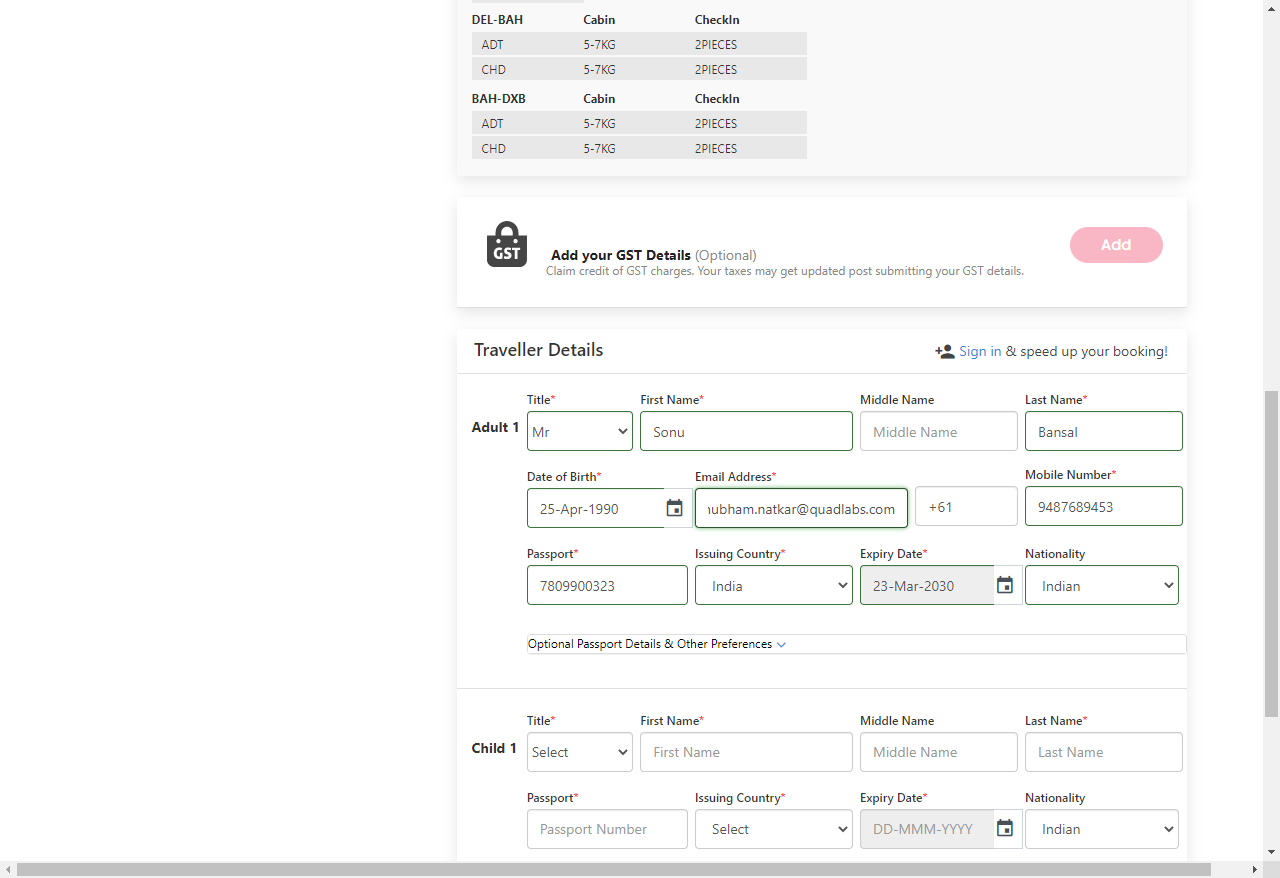 DEL-BAH Cabin CheckIn
ADT 5-7KG 2PIECES
CHD 5-7KG 2PIECES
BAH-DXB Cabin CheckIn
ADT 5-7KG 2PIECES
CHD 5-7KG 2PIECES
GST
Add your GST Details (Optional)
Claim credit of GST charges. Your taxes may get updated post submitting your GST details.
Add
Traveller Details
Sign in & speed up your booking!
Title* First Name* Middle Name Last Name*
Adult 1 Mr Sonu Middle Name Bansal
Date of Birth* Email Address* Mobile Number*
25-Apr-1990 ubham.natkar@quadlabs.com +61 9487689453
Passport* Issuing Country* Expiry Date* Nationality
7809900323 India 23-Mar-2030 Indian
Optional Passport Details & Other Preferences
Title* First Name* Middle Name Last Name*
Child 1 Select First Name Middle Name Last Name
Passport* Issuing Country* Expiry Date* Nationality
Passport Number Select DD-MMM-YYYY Indian